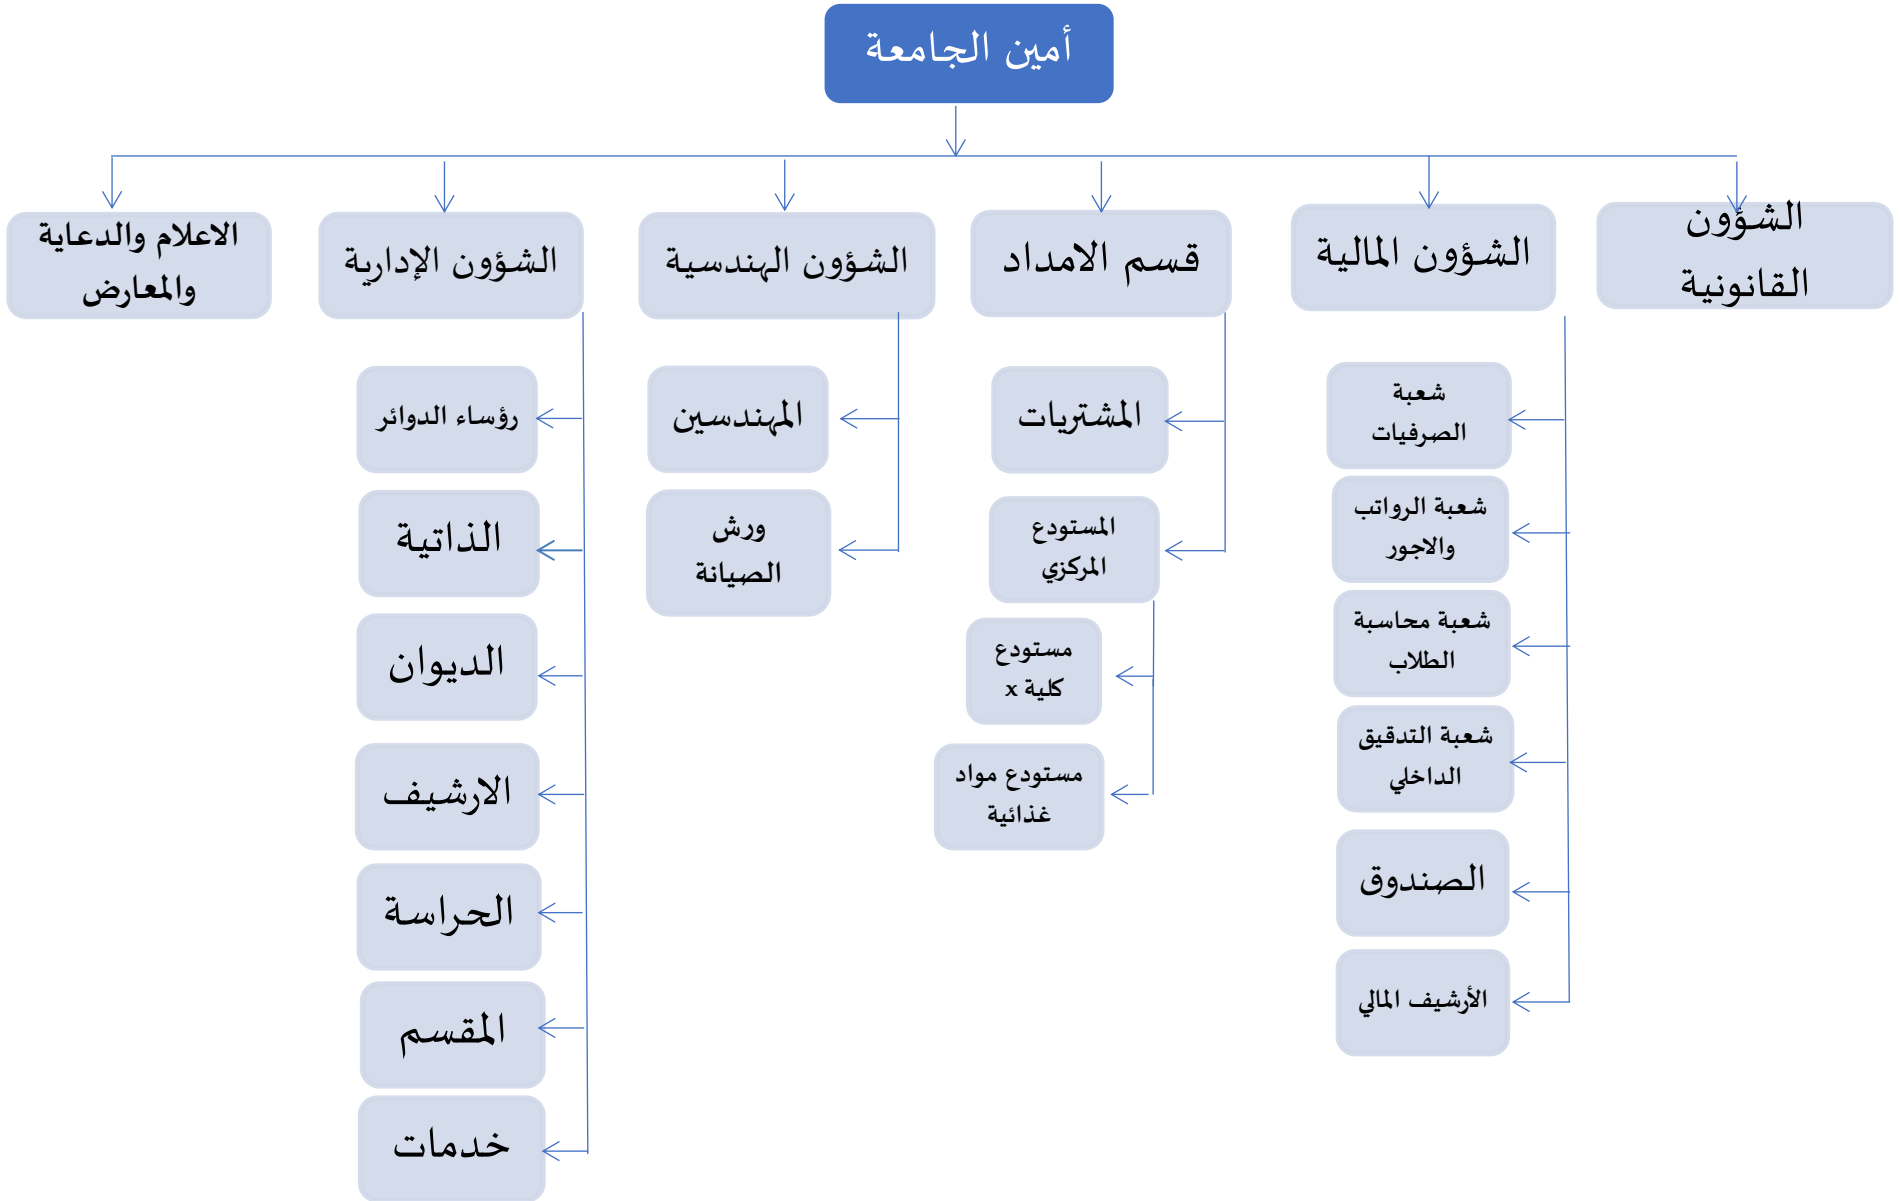 أمين الجامعة
الشؤون
القانونية
الشؤون المالية
قسم الامداد
الشؤون الهندسية
الشؤون الإدارية
الاعلام والدعاية
والمعارض
شعبة
الصرفيات
شعبة الرواتب
والاجور
شعبة محاسبة
الطلاب
شعبة التدقيق
الداخلي
الصندوق
الأرشيف المالي
المشتريات
المستودع
المركزي
مستودع
كلية x
مستودع مواد
غذائية
المهندسين
ورش
الصيانة
رؤساء الدوائر
الذاتية
الديوان
الارشيف
الحراسة
المقسم
خدمات